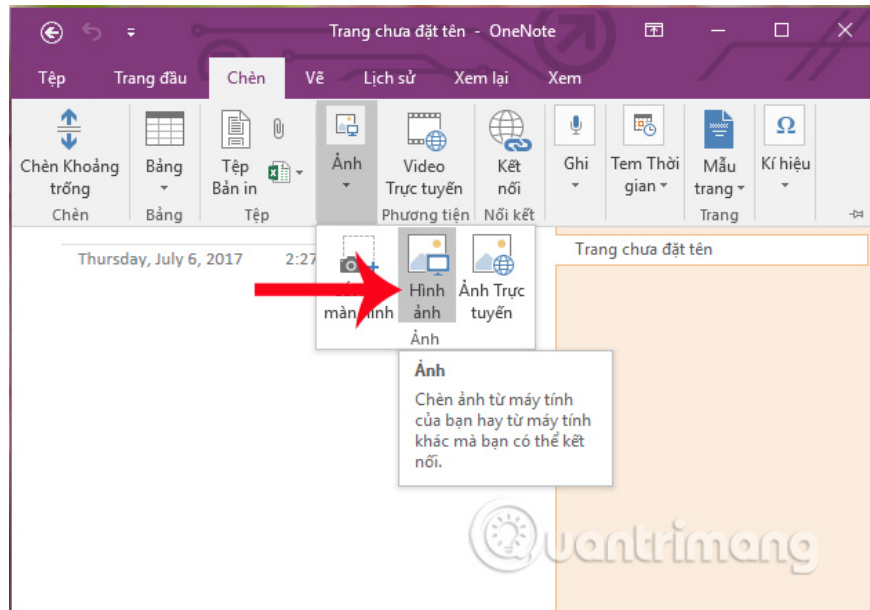 Trang chưa đặt tên - OneNote
Tệp Trang đầu Chèn Vẽ Lịch sử Xem lại Xem
Chèn Khoảng trống
Bảng
Tệp Bản in
Ảnh
Video Trực tuyến
Kết nối
Ghi
Tem Thời gian
Mẫu trang
Ω
Kí hiệu
Chèn Bảng Tệp Phương tiện Nối kết Trang
Thursday, July 6, 2017 2:27
Trang chưa đặt tên
màn hình
Hình ảnh
Ảnh Trực tuyến
Ảnh
Ảnh
Chèn ảnh từ máy tính
của bạn hay từ máy tính
khác mà bạn có thể kết
nối.
Quantrimang